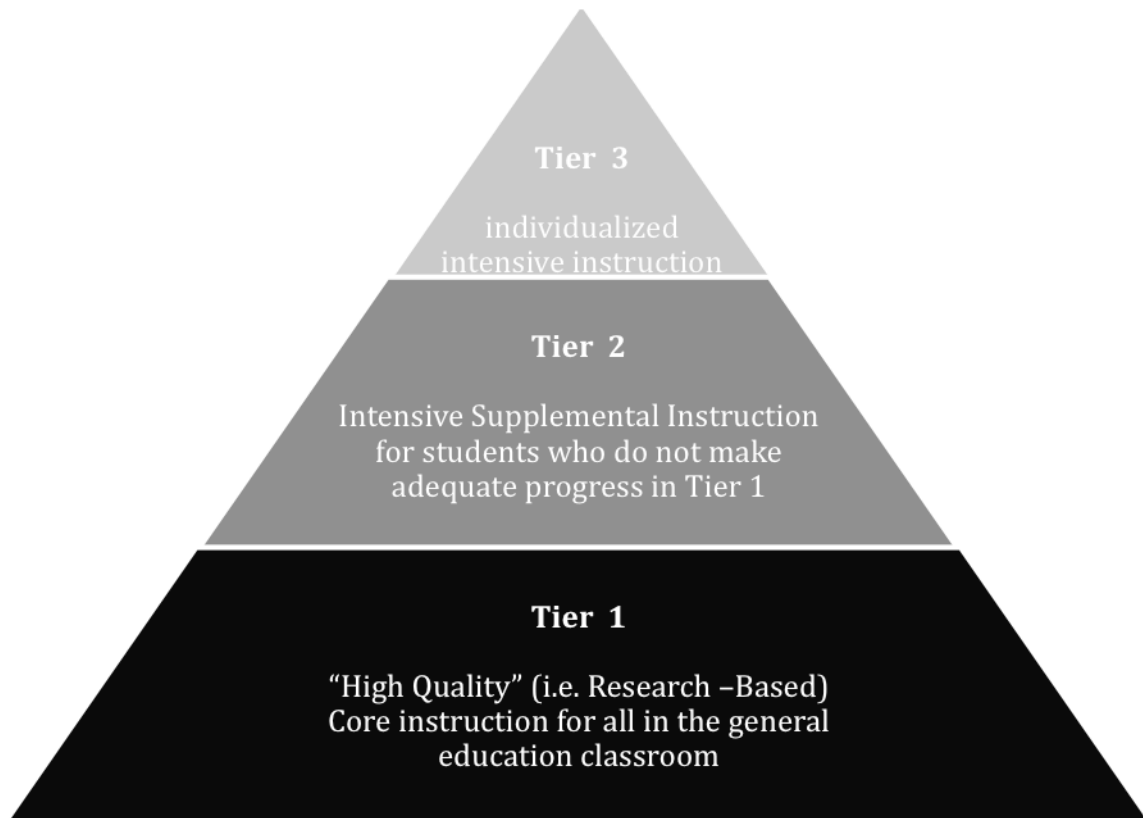 Tier 3
individualized
intensive instruction
Tier 2
Intensive Supplemental Instruction
for students who do not make
adequate progress in Tier 1
Tier 1
“High Quality” (i.e. Research –Based)
Core instruction for all in the general
education classroom